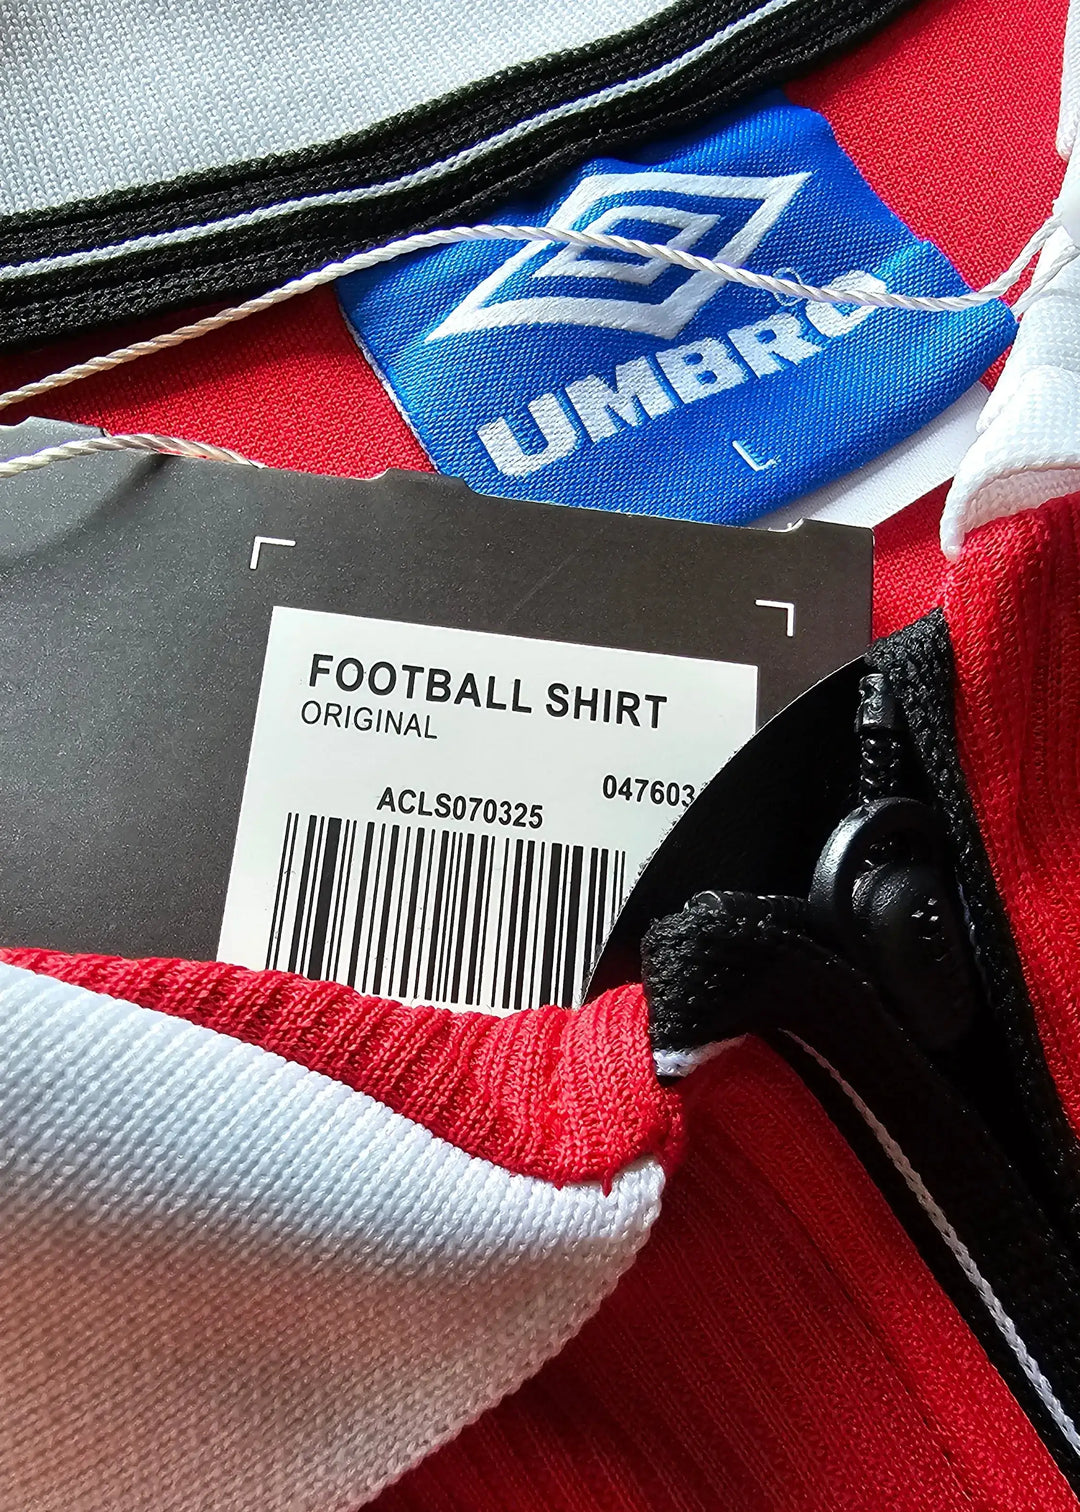 UMBRO
L
FOOTBALL SHIRT
ORIGINAL
047603
ACLS070325